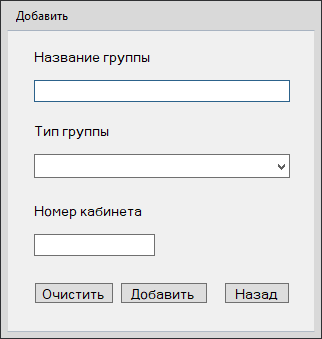 Добавить
Название группы
Тип группы
Номер кабинета
Очистить Добавить Назад